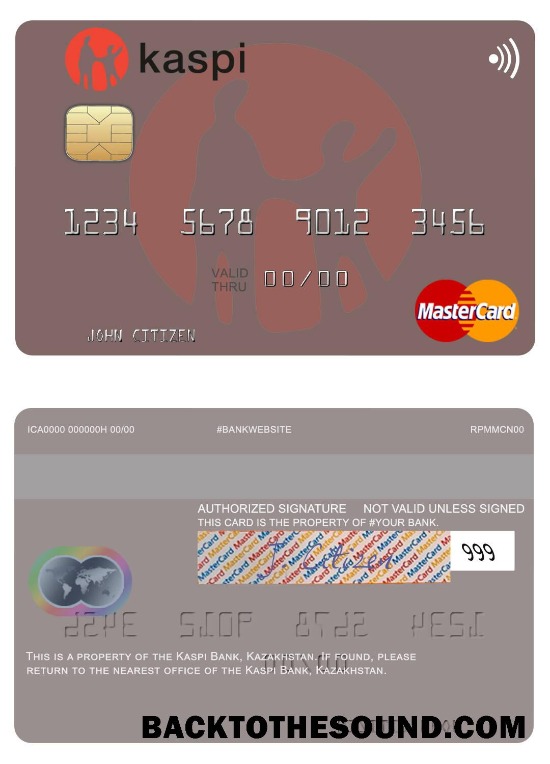 kaspi
1234 5678 9012 3456
VALID THRU 00/00
JOHN CITIZEN
MasterCard
ICA0000 000000H 00/00 #BANKWEBSITE RPMMCN00
AUTHORIZED SIGNATURE NOT VALID UNLESS SIGNED
THIS CARD IS THE PROPERTY OF #YOUR BANK.
999
THIS IS A PROPERTY OF THE KASPI BANK, KAZAKHSTAN. IF FOUND, PLEASE
RETURN TO THE NEAREST OFFICE OF THE KASPI BANK, KAZAKHSTAN.
BACKTOTHESOUND.COM